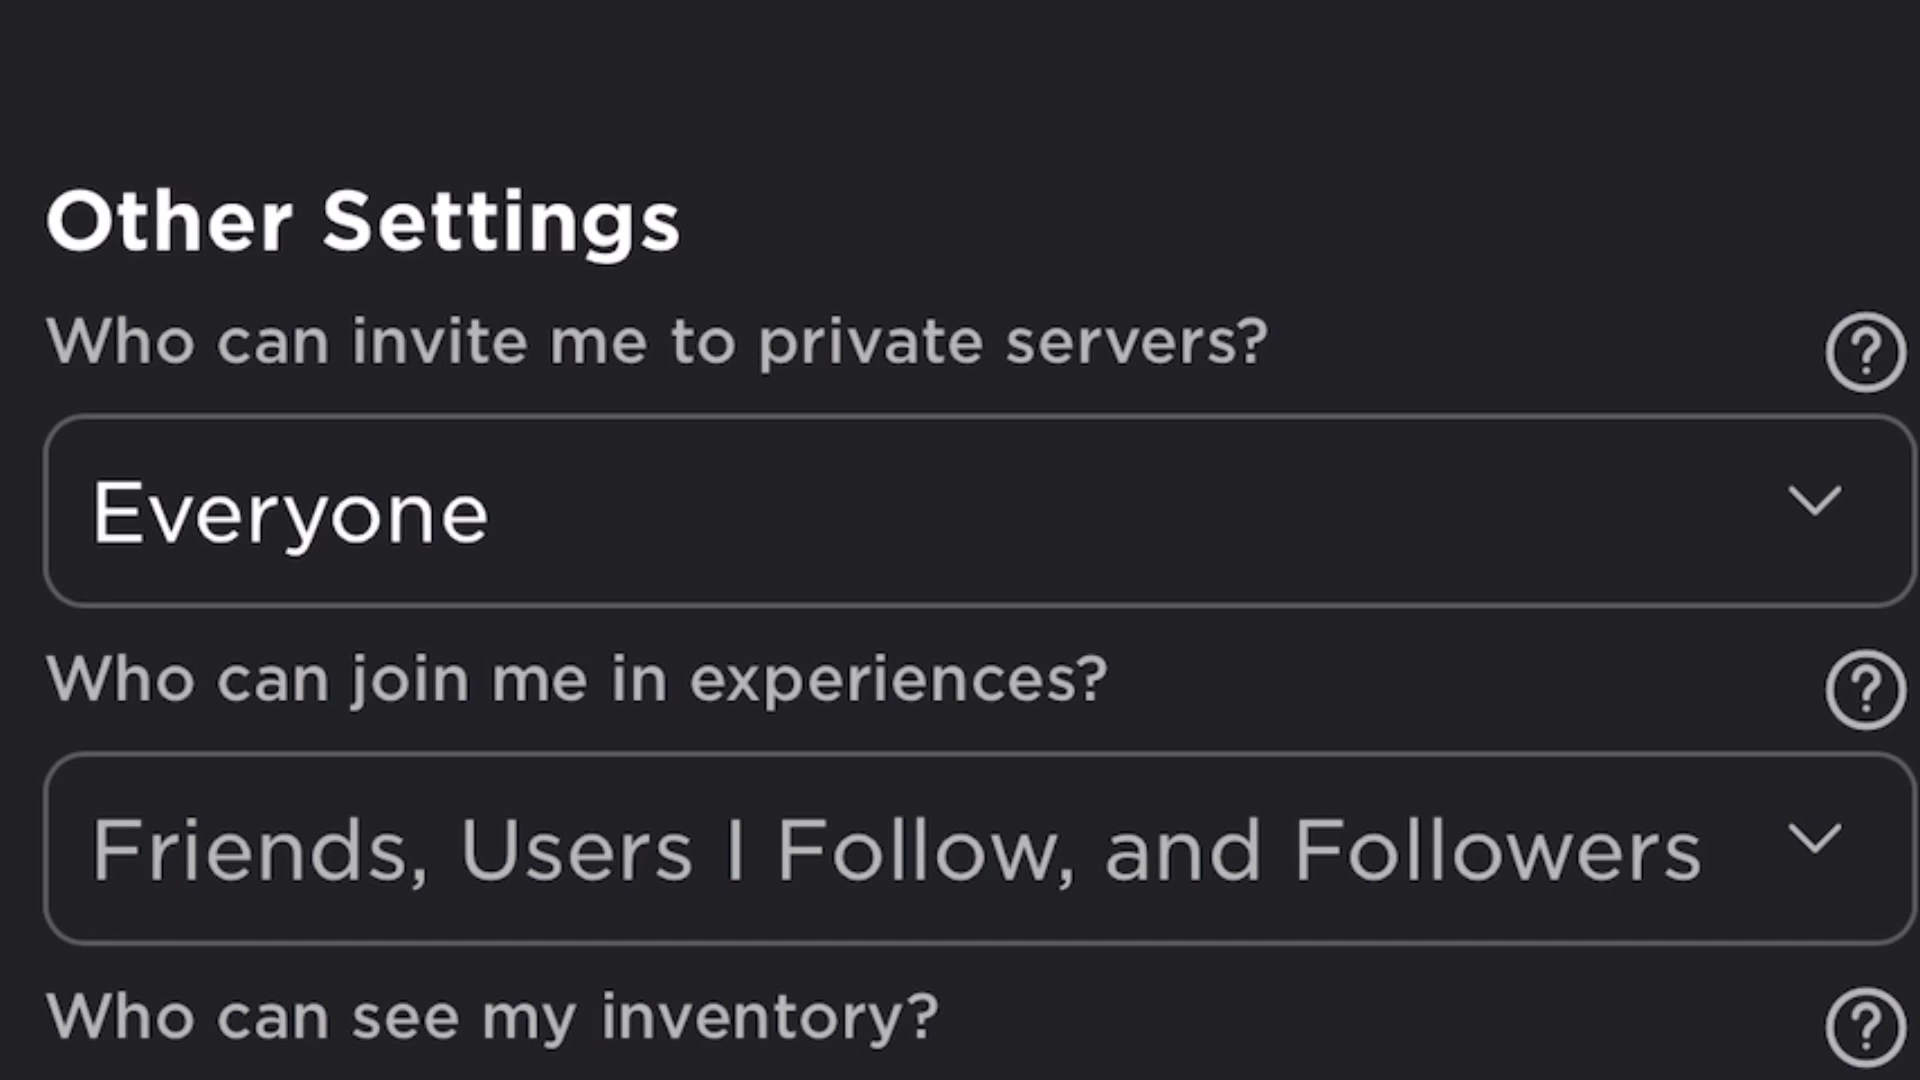 Other Settings
Who can invite me to private servers?
Everyone
Who can join me in experiences?
Friends, Users I Follow, and Followers
Who can see my inventory?